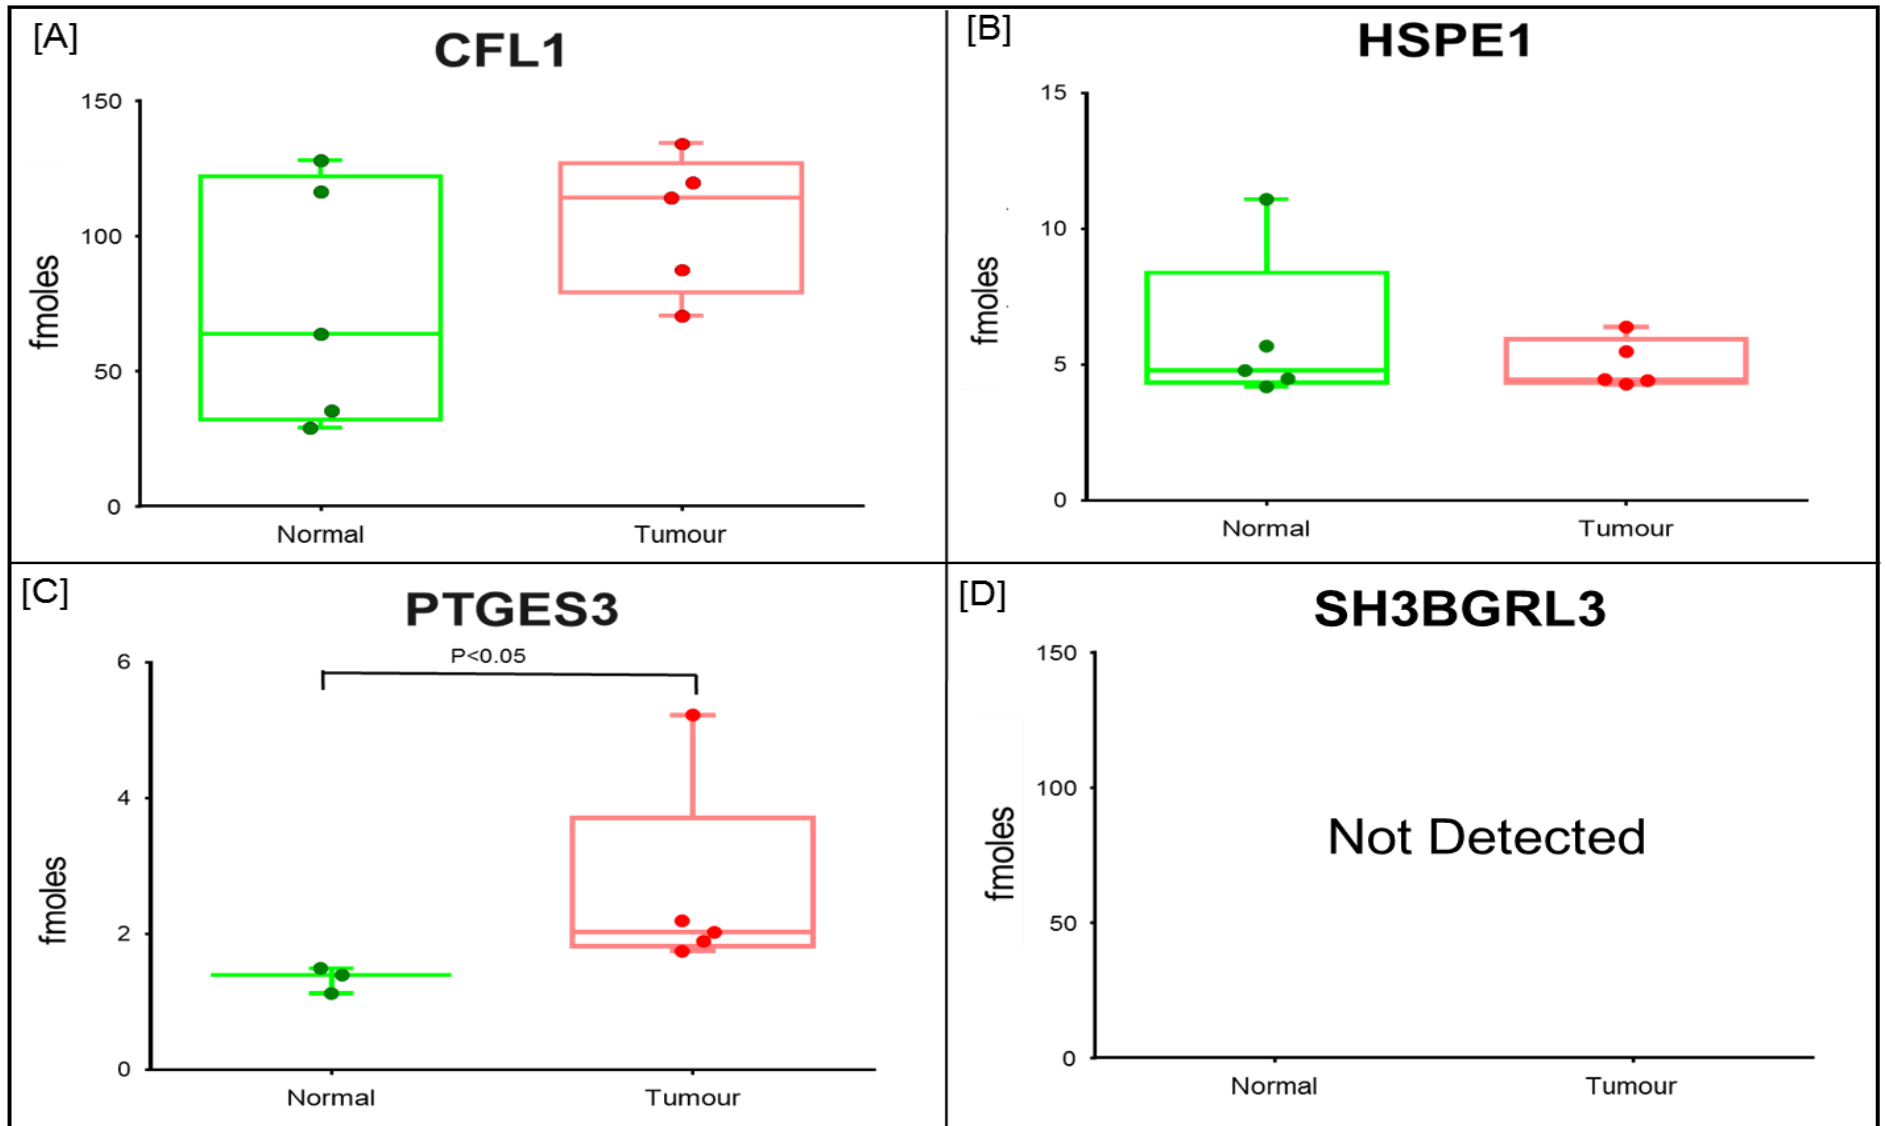 [A]
CFL1
150
100
50
0
fmoles
Normal
Tumour
[B]
HSPE1
15
10
5
0
fmoles
Normal
Tumour
[C]
PTGES3
P<0.05
6
4
2
0
fmoles
Normal
Tumour
[D]
SH3BGRL3
150
100
50
0
fmoles
Not Detected
Normal
Tumour